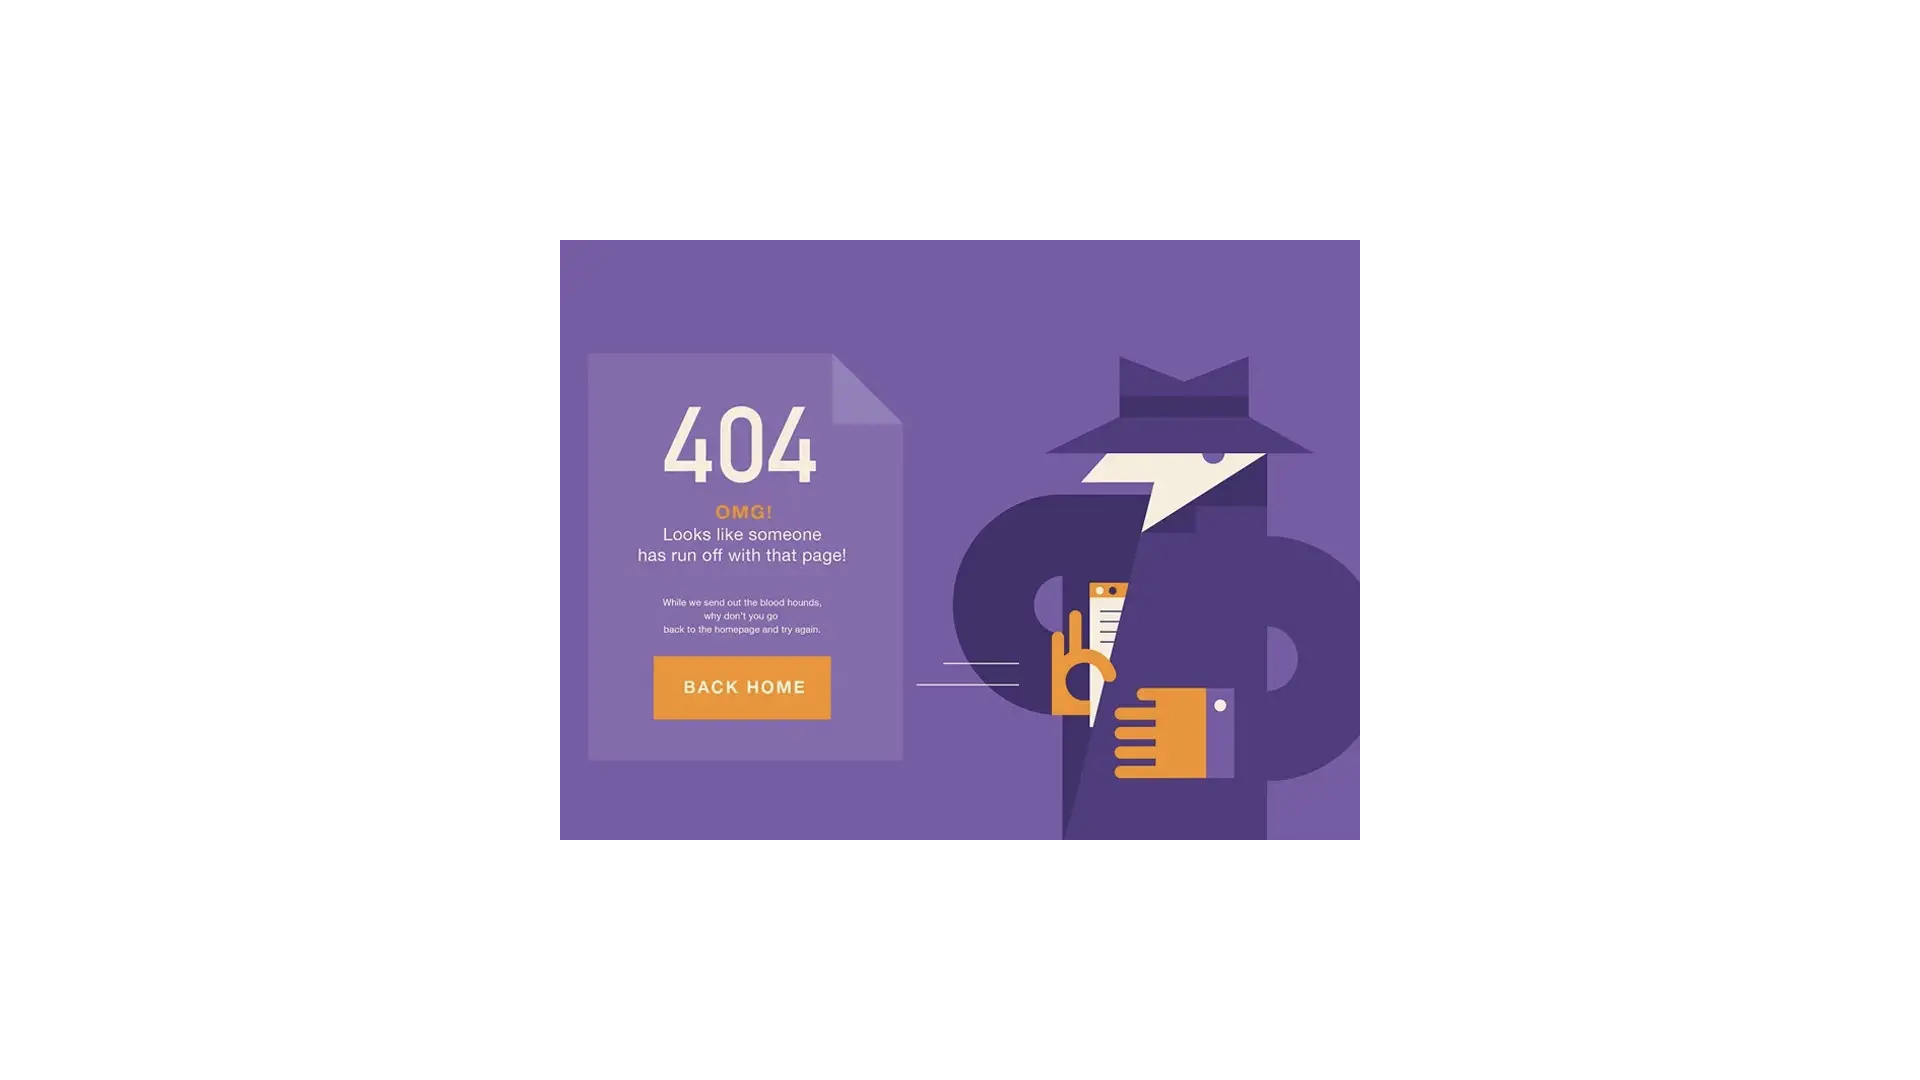 404
OMG!
Looks like someone
has run off with that page!
While we send out the blood hounds,
why don't you go
back to the homepage and try again.
BACK HOME